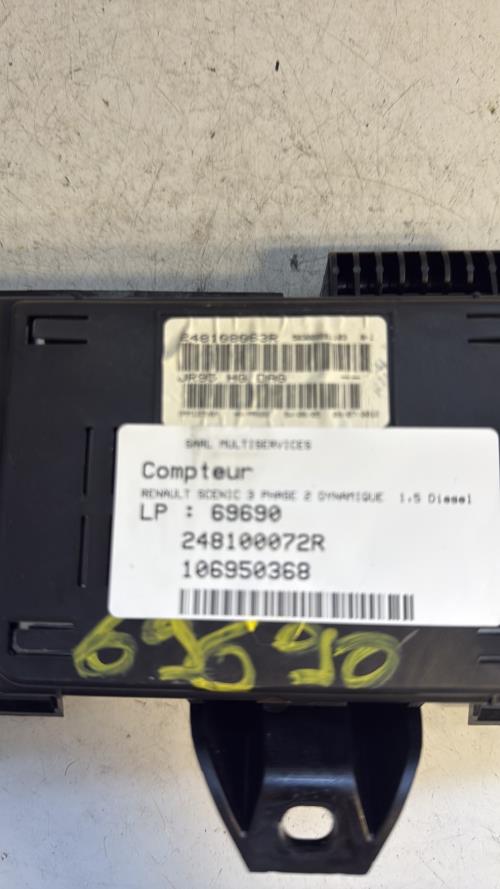 248108963R
JR95 HG DAG
SARL MULTISERVICES
Compteur
RENAULT SCENIC 3 PHASE 2 DYNAMIQUE 1.5 Diesel
LP : 69690
248100072R
106950368
69690